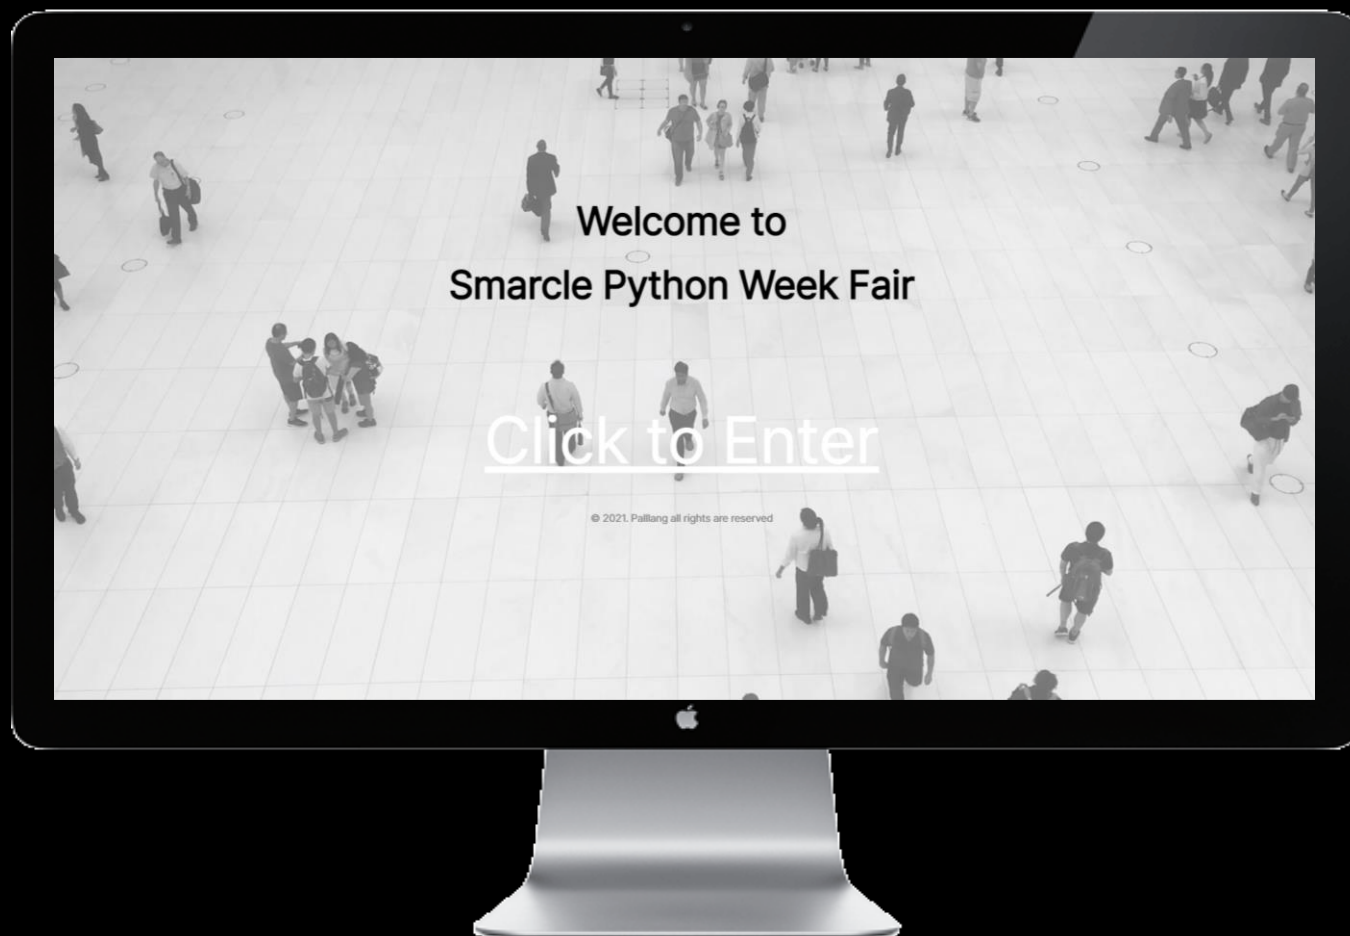 Welcome to
Smarcle Python Week Fair
Click to Enter
© 2021. Palllang all rights are reserved